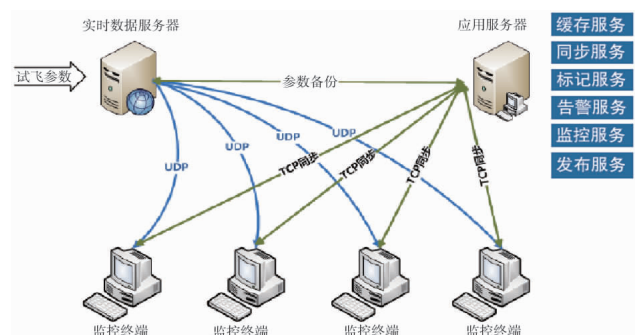 实时数据服务器
应用服务器
缓存服务
同步服务
标记服务
告警服务
监控服务
发布服务
试飞参数
参数备份
UDP
UDP
UDP
UDP
TCP同步
TCP同步
TCP同步
TCP同步
监控终端
监控终端
监控终端
监控终端